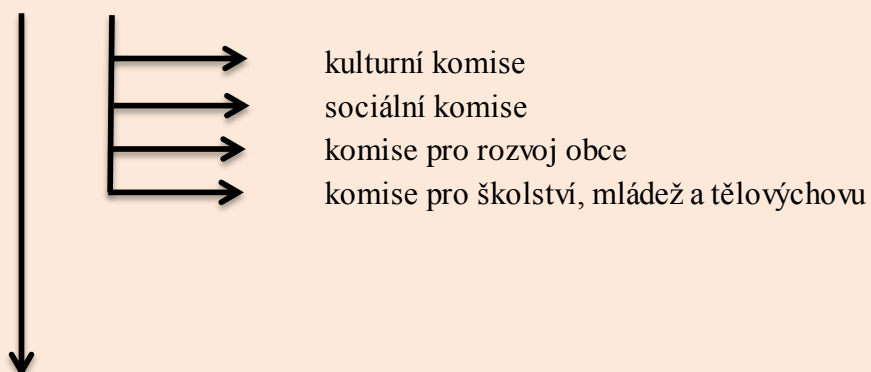 kulturní komise
sociální komise
komise pro rozvoj obce
komise pro školství, mládež a tělovýchovu